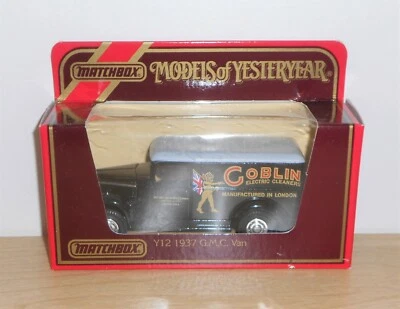 MATCHBOX
MODELS of YESTERYEAR®
GOBLIN
ELECTRIC CLEANERS
MANUFACTURED IN LONDON
MATCHBOX
Y12 1937 G.M.C. Van